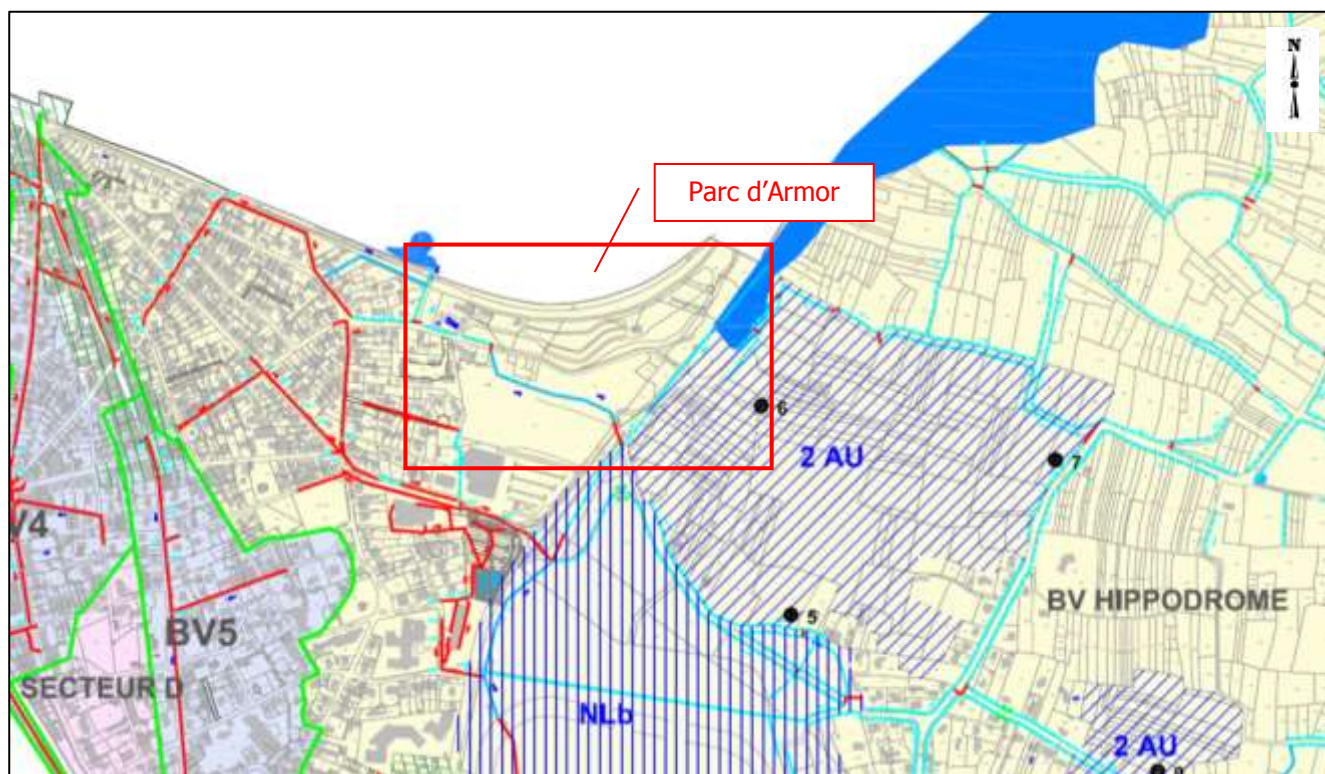 N
Parc d'Armor
6
2 AU
7
V4
5
BV HIPPODROME
BV5
SECTEUR D
NLb
2 AU